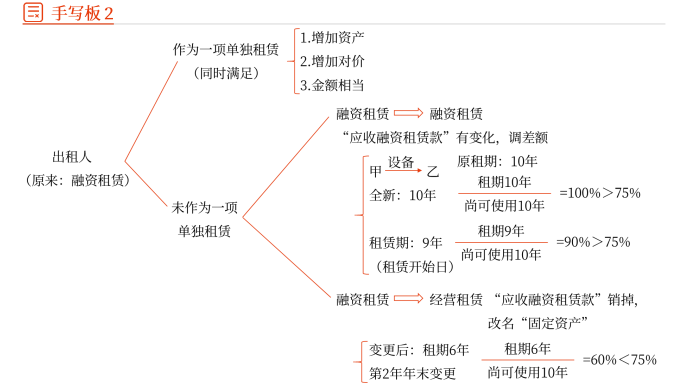 手写板2
作为一项单独租赁
（同时满足）
1.增加资产
2.增加对价
3.金额相当
出租人
（原来：融资租赁）
未作为一项
单独租赁
融资租赁 融资租赁
“应收融资租赁款”有变化，调差额
甲 设备 乙 原租期：10年
全新：10年 租期10年
尚可使用10年 =100%＞75%
租赁期：9年 租期9年
尚可使用10年 =90%＞75%
（租赁开始日）
融资租赁 经营租赁 “应收融资租赁款”销掉，
改名“固定资产”
变更后：租期6年 租期6年
第2年年末变更 尚可使用10年 =60%＜75%